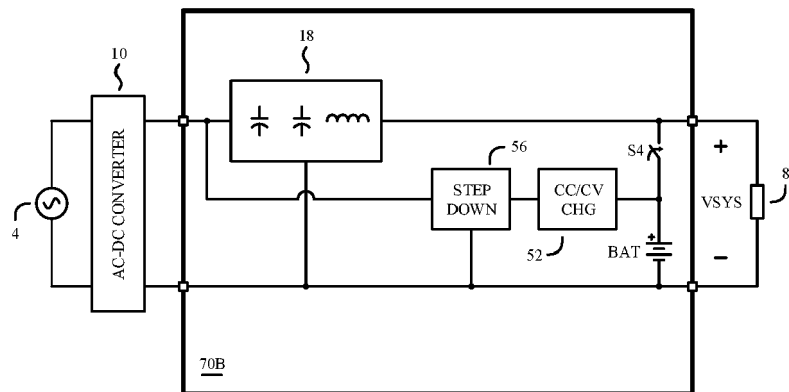 10
18
AC-DC CONVERTER
4
56
STEP
DOWN
CC/CV
CHG
52
S4
BAT
+
+
VSYS
−
8
70B